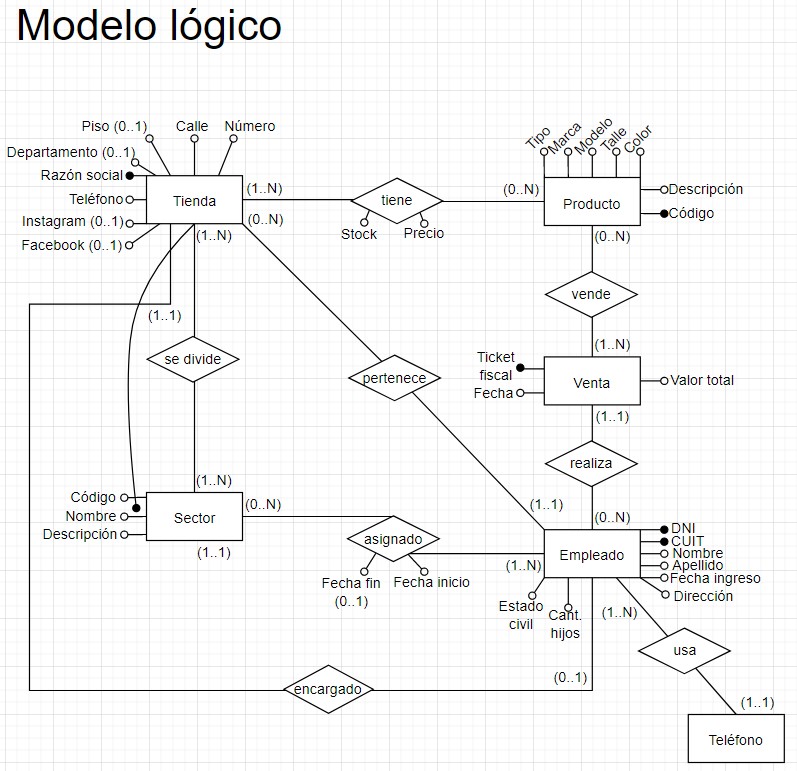 Modelo lógico
Piso (0..1)
Calle
Número
Departamento (0..1)
Razón social
Teléfono
Instagram (0..1)
Facebook (0..1)
Tienda
(1..N)
(0..N)
(1..N)
(1..1)
tiene
Stock
Precio
(0..N)
Tipo
Marca
Modelo
Talle
Color
Producto
Descripción
Código
(0..N)
vende
(1..N)
se divide
pertenece
Ticket
fiscal
Fecha
Venta
Valor total
(1..1)
realiza
(0..N)
(1..N)
Código
Nombre
Descripción
Sector
(0..N)
(1..1)
asignado
Fecha fin
(0..1)
Fecha inicio
(1..1)
(1..N)
Empleado
DNI
CUIT
Nombre
Apellido
Fecha ingreso
Dirección
Estado
civil
Cant.
hijos
(1..N)
usa
(0..1)
encargado
(1..1)
Teléfono